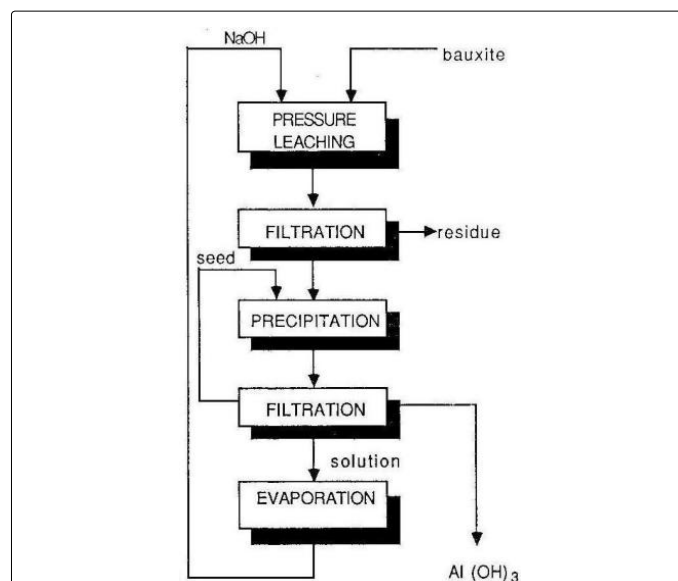 NaOH
bauxite
PRESSURE
LEACHING
FILTRATION
residue
seed
PRECIPITATION
FILTRATION
solution
EVAPORATION
Al (OH)3